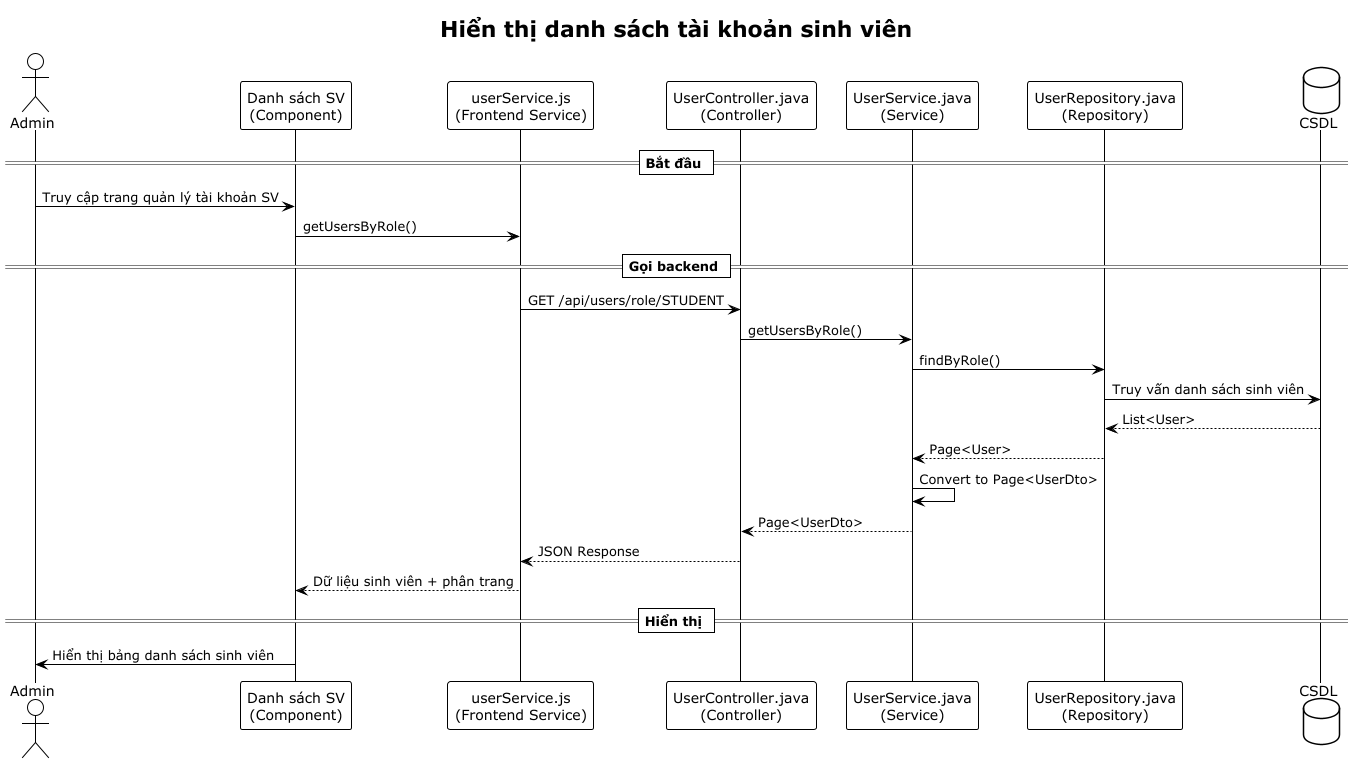 Hiển thị danh sách tài khoản sinh viên
Admin
Danh sách SV
(Component)
userService.js
(Frontend Service)
UserController.java
(Controller)
UserService.java
(Service)
UserRepository.java
(Repository)
CSDL
Bắt đầu
Truy cập trang quản lý tài khoản SV
getUsersByRole()
Gọi backend
GET /api/users/role/STUDENT
getUsersByRole()
findByRole()
Truy vấn danh sách sinh viên
List<User>
Page<User>
Convert to Page<UserDto>
Page<UserDto>
JSON Response
Dữ liệu sinh viên + phân trang
Hiển thị
Hiển thị bảng danh sách sinh viên
Admin
Danh sách SV
(Component)
userService.js
(Frontend Service)
UserController.java
(Controller)
UserService.java
(Service)
UserRepository.java
(Repository)
CSDL